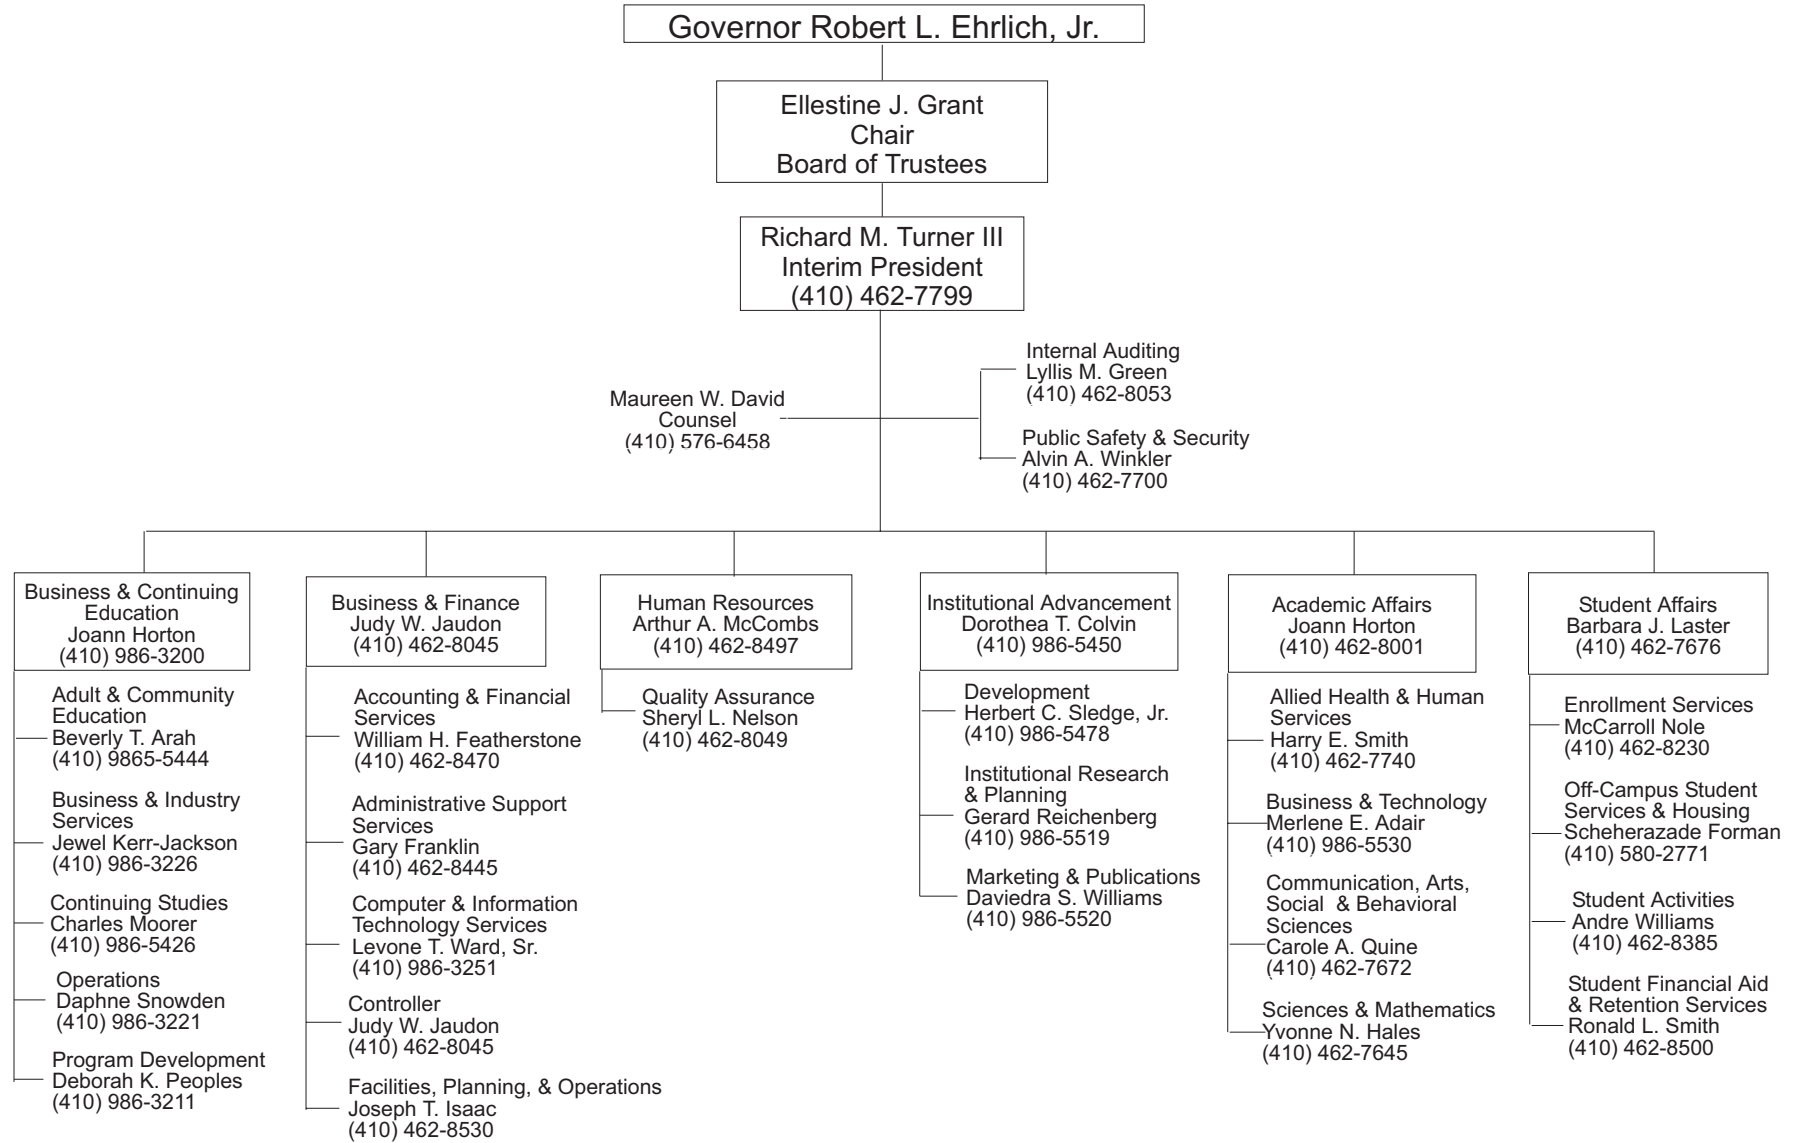 Governor Robert L. Ehrlich, Jr.
Ellestine J. Grant
Chair
Board of Trustees
Richard M. Turner III
Interim President
(410) 462-7799
Maureen W. David
Counsel
(410) 576-6458
Internal Auditing
Lyllis M. Green
(410) 462-8053
Public Safety & Security
Alvin A. Winkler
(410) 462-7700
Business & Continuing
Education
Joann Horton
(410) 986-3200
Adult & Community
Education
Beverly T. Arah
(410) 9865-5444
Business & Industry
Services
Jewel Kerr-Jackson
(410) 986-3226
Continuing Studies
Charles Moorer
(410) 986-5426
Operations
Daphne Snowden
(410) 986-3221
Program Development
Deborah K. Peoples
(410) 986-3211
Business & Finance
Judy W. Jaudon
(410) 462-8045
Accounting & Financial
Services
William H. Featherstone
(410) 462-8470
Administrative Support
Services
Gary Franklin
(410) 462-8445
Computer & Information
Technology Services
Levone T. Ward, Sr.
(410) 986-3251
Controller
Judy W. Jaudon
(410) 462-8045
Facilities, Planning, & Operations
Joseph T. Isaac
(410) 462-8530
Human Resources
Arthur A. McCombs
(410) 462-8497
Quality Assurance
Sheryl L. Nelson
(410) 462-8049
Institutional Advancement
Dorothea T. Colvin
(410) 986-5450
Development
Herbert C. Sledge, Jr.
(410) 986-5478
Institutional Research
& Planning
Gerard Reichenberg
(410) 986-5519
Marketing & Publications
Daviedra S. Williams
(410) 986-5520
Academic Affairs
Joann Horton
(410) 462-8001
Allied Health & Human
Services
Harry E. Smith
(410) 462-7740
Business & Technology
Merlene E. Adair
(410) 986-5530
Communication, Arts,
Social & Behavioral
Sciences
Carole A. Quine
(410) 462-7672
Sciences & Mathematics
Yvonne N. Hales
(410) 462-7645
Student Affairs
Barbara J. Laster
(410) 462-7676
Enrollment Services
McCarroll Nole
(410) 462-8230
Off-Campus Student
Services & Housing
Scheherazade Forman
(410) 580-2771
Student Activities
Andre Williams
(410) 462-8385
Student Financial Aid
& Retention Services
Ronald L. Smith
(410) 462-8500